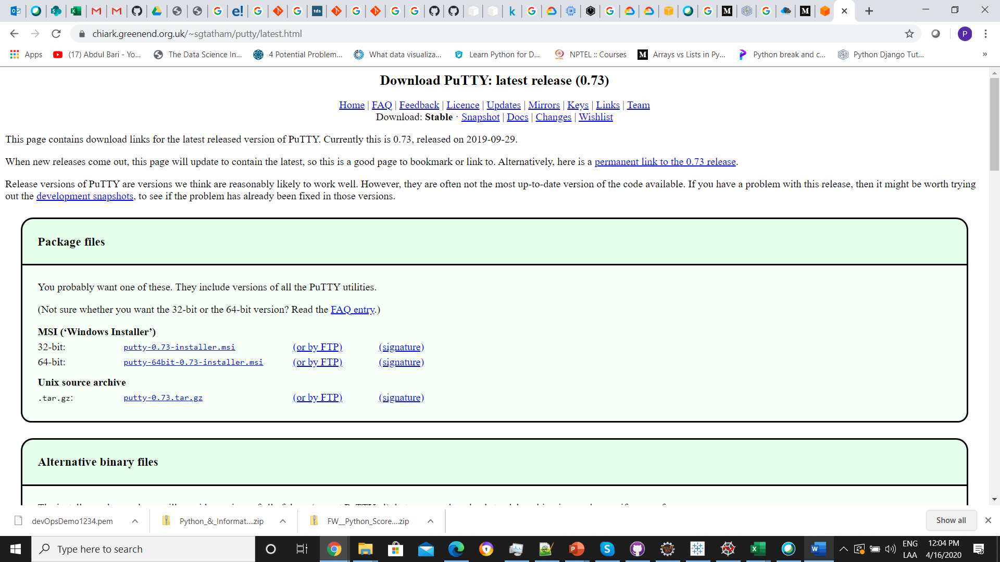 chiark.greenend.org.uk/~sgtatham/putty/latest.html
P
Apps (17) Abdul Bari - Yo... The Data Science In... 4 Potential Problem... What data visualiza... Learn Python for D... NPTEL :: Courses Arrays vs Lists in Py... Python break and c... Python Django Tut... »
Download PuTTY: latest release (0.73)
Home | FAQ | Feedback | Licence | Updates | Mirrors | Keys | Links | Team
Download: Stable · Snapshot | Docs | Changes | Wishlist
This page contains download links for the latest released version of PuTTY. Currently this is 0.73, released on 2019-09-29.
When new releases come out, this page will update to contain the latest, so this is a good page to bookmark or link to. Alternatively, here is a permanent link to the 0.73 release.
Release versions of PuTTY are versions we think are reasonably likely to work well. However, they are often not the most up-to-date version of the code available. If you have a problem with this release, then it might be worth trying
out the development snapshots, to see if the problem has already been fixed in those versions.
Package files
You probably want one of these. They include versions of all the PuTTY utilities.
(Not sure whether you want the 32-bit or the 64-bit version? Read the FAQ entry.)
MSI (‘Windows Installer’)
32-bit: putty-0.73-installer.msi (or by FTP) (signature)
64-bit: putty-64bit-0.73-installer.msi (or by FTP) (signature)
Unix source archive
.tar.gz: putty-0.73.tar.gz (or by FTP) (signature)
Alternative binary files
devOpsDemo1234.pem Python_&_Informat....zip FW__Python_Score....zip Show all
Type here to search
ENG 12:04 PM
LAA 4/16/2020